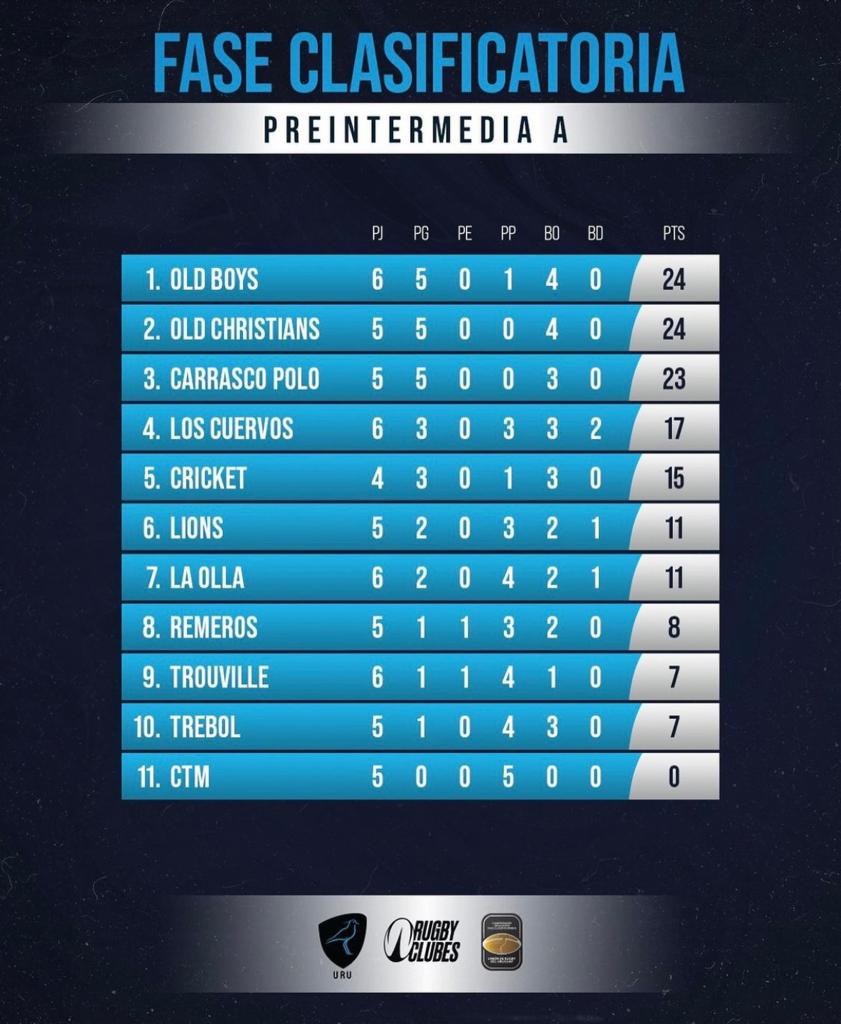 FASE CLASIFICATORIA
PREINTERMEDIA A
PJ PG PE PP BO BD PTS
1. OLD BOYS 6 5 0 1 4 0 24
2. OLD CHRISTIANS 5 5 0 0 4 0 24
3. CARRASCO POLO 5 5 0 0 3 0 23
4. LOS CUERVOS 6 3 0 3 3 2 17
5. CRICKET 4 3 0 1 3 0 15
6. LIONS 5 2 0 3 2 1 11
7. LA OLLA 6 2 0 4 2 1 11
8. REMEROS 5 1 1 3 2 0 8
9. TROUVILLE 6 1 1 4 1 0 7
10. TREBOL 5 1 0 4 3 0 7
11. CTM 5 0 0 5 0 0 0
URU
RUGBY
CLUBES